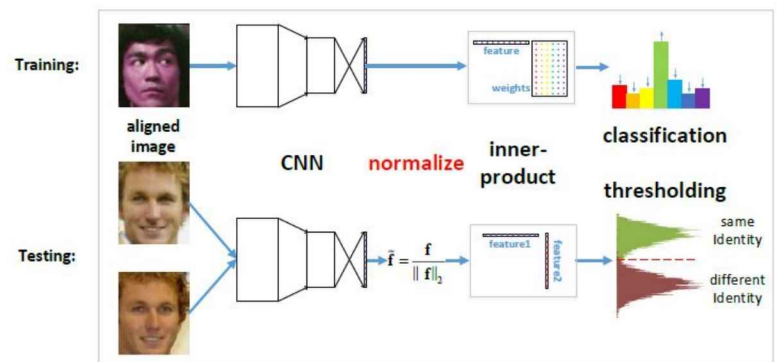 Training:
feature
weights
aligned
image
classification
CNN
normalize
inner-
product
thresholding
Testing:
f̃ = f / || f ||₂
feature1
feature2
same
Identity
different
Identity